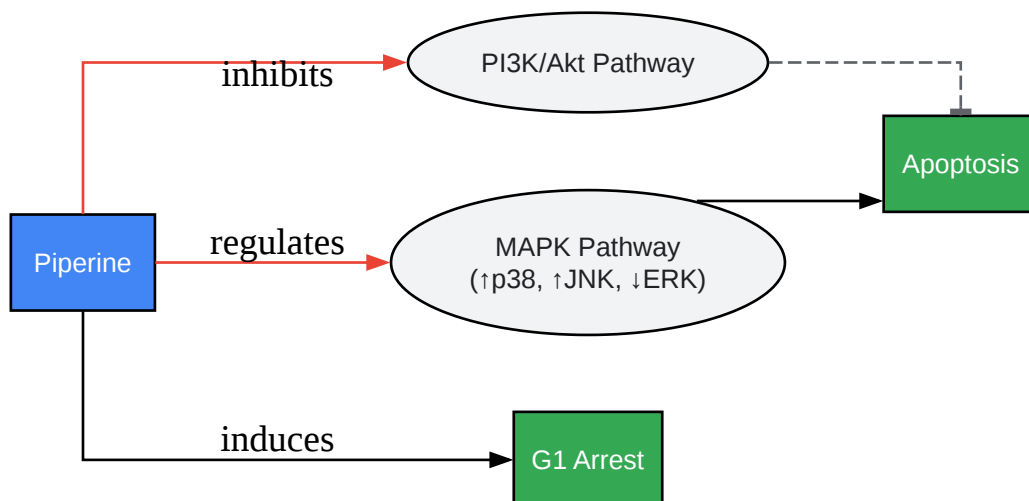 inhibits
PI3K/Akt Pathway
Apoptosis
Piperine
regulates
MAPK Pathway
(↑p38, ↑JNK, ↓ERK)
induces
G1 Arrest